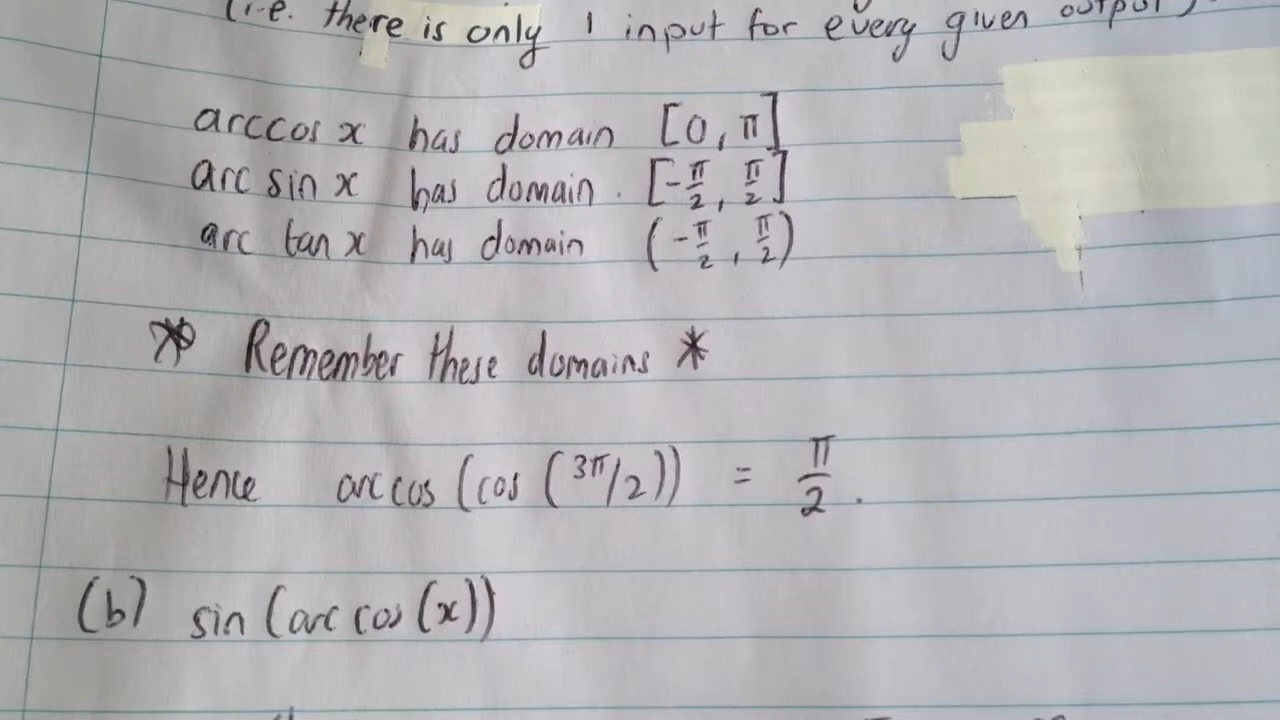 (i.e. there is only 1 input for every given output)
arccos x has domain [0, π]
arc sin x has domain. [-π/2, π/2]
arc tan x has domain (-π/2, π/2)
* Remember these domains *
Hence arccos (cos (3π/2)) = π/2.
(b) sin (arc cos (x))